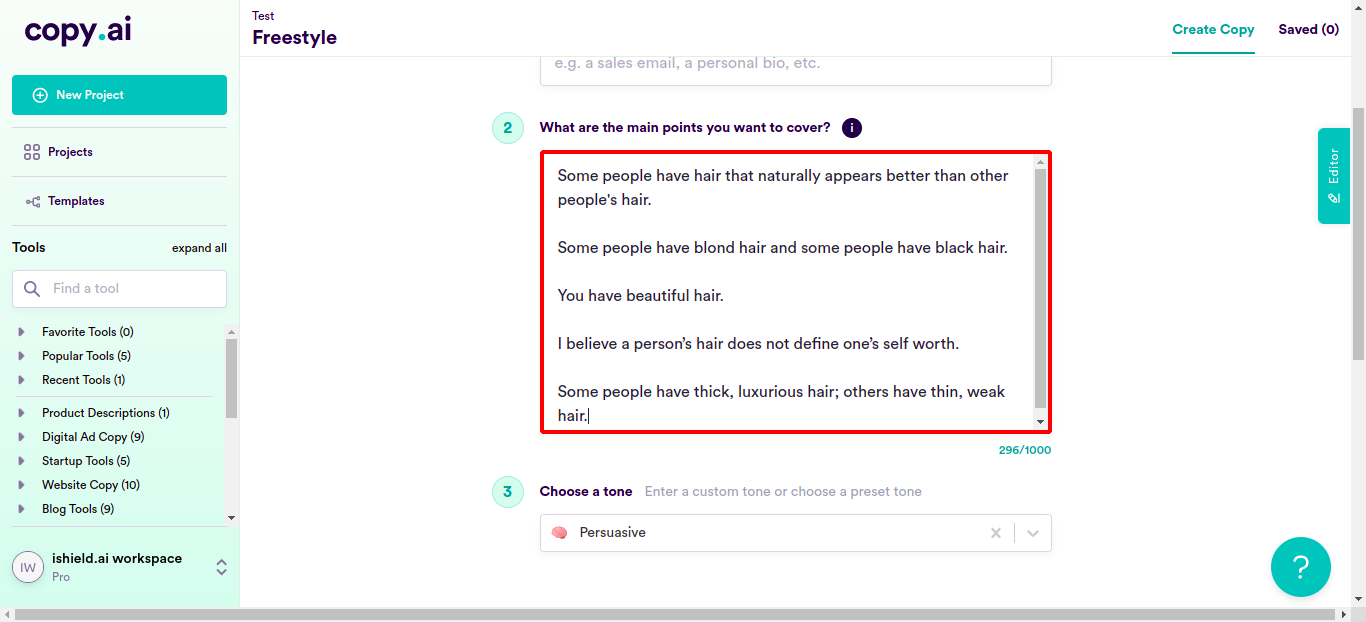 copy.ai
New Project
Projects
Templates
Tools
expand all
Find a tool
Favorite Tools (0)
Popular Tools (5)
Recent Tools (1)
Product Descriptions (1)
Digital Ad Copy (9)
Startup Tools (5)
Website Copy (10)
Blog Tools (9)
IW
ishield.ai workspace
Pro
Test
Freestyle
Create Copy
Saved (0)
e.g. a sales email, a personal bio, etc.
2
What are the main points you want to cover?
i
Some people have hair that naturally appears better than other
people's hair.
Some people have blond hair and some people have black hair.
You have beautiful hair.
I believe a person’s hair does not define one’s self worth.
Some people have thick, luxurious hair; others have thin, weak
hair.
296/1000
3
Choose a tone
Enter a custom tone or choose a preset tone
Persuasive
Editor
?